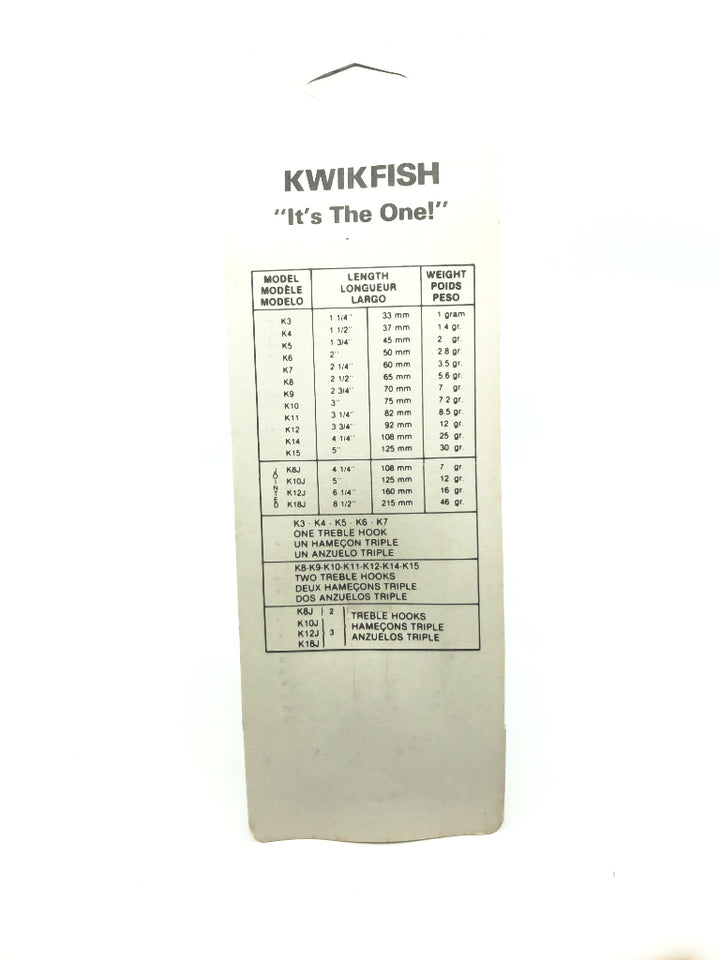 KWIKFISH
"It's The One!"
MODEL LENGTH WEIGHT
MODÈLE LONGUEUR POIDS
MODELO LARGO PESO
K3 1 1/4" 33 mm 1 gram
K4 1 1/2" 37 mm 1.4 gr.
K5 1 3/4" 45 mm 2 gr.
K6 2" 50 mm 2.8 gr.
K7 2 1/4" 60 mm 3.5 gr.
K8 2 1/2" 65 mm 5.6 gr.
K9 2 3/4" 70 mm 7 gr.
K10 3" 75 mm 7.2 gr.
K11 3 1/4" 82 mm 8.5 gr.
K12 3 3/4" 92 mm 12 gr.
K14 4 1/4" 108 mm 25 gr.
K15 5" 125 mm 30 gr.
JOINTED
K8J 4 1/4" 108 mm 7 gr.
K10J 5" 125 mm 12 gr.
K12J 6 1/4" 160 mm 16 gr.
K18J 8 1/2" 215 mm 46 gr.
K3 - K4 - K5 - K6 - K7
ONE TREBLE HOOK
UN HAMEÇON TRIPLE
UN ANZUELO TRIPLE
K8-K9-K10-K11-K12-K14-K15
TWO TREBLE HOOKS
DEUX HAMEÇONS TRIPLE
DOS ANZUELOS TRIPLE
K8J 2 TREBLE HOOKS
K10J HAMEÇONS TRIPLE
K12J 3 ANZUELOS TRIPLE
K18J